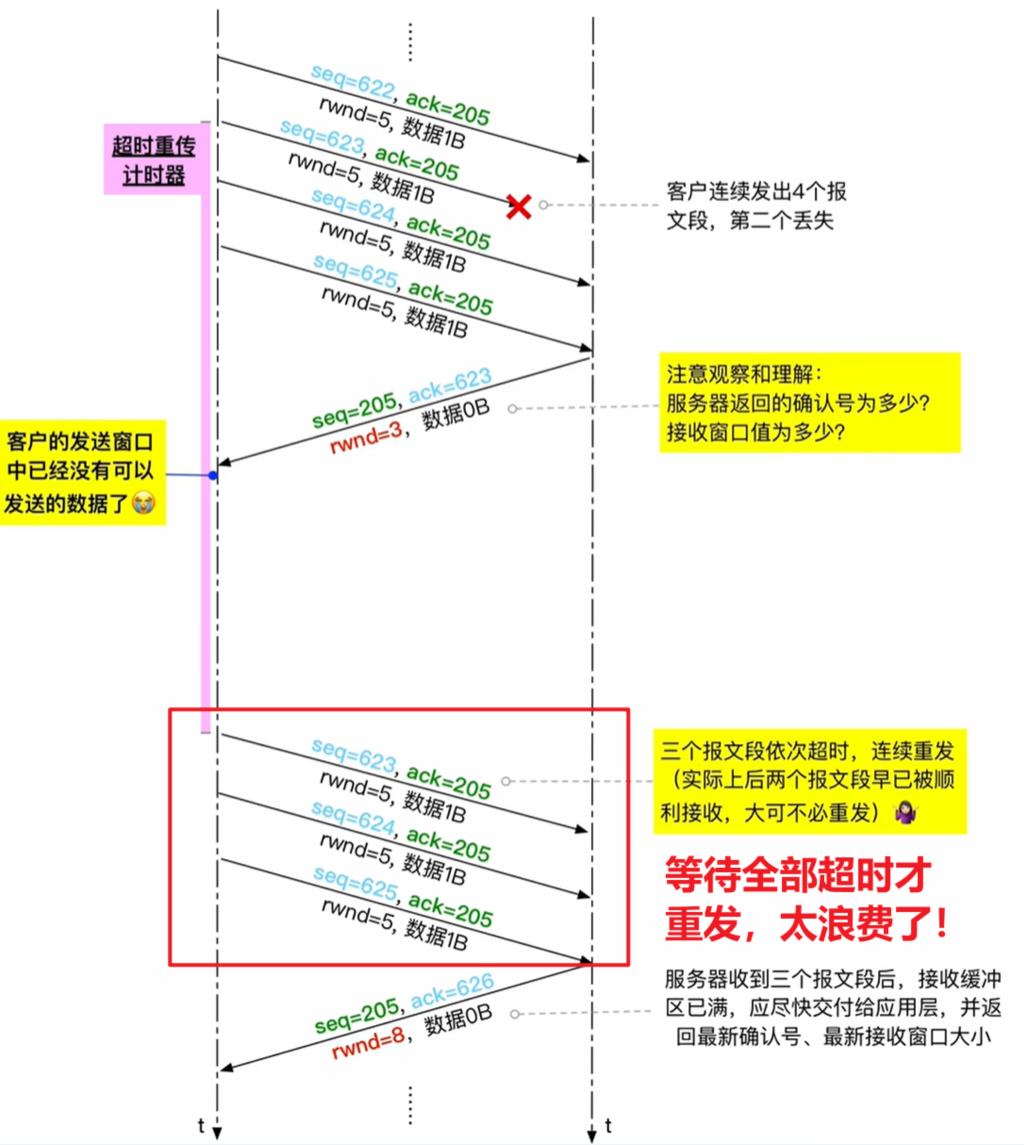 seq=622, ack=205
rwnd=5, 数据1B
超时重传
计时器
seq=623, ack=205
rwnd=5, 数据1B
客户连续发出4个报
文段，第二个丢失
seq=624, ack=205
rwnd=5, 数据1B
seq=625, ack=205
rwnd=5, 数据1B
注意观察和理解：
服务器返回的确认号为多少？
接收窗口值为多少？
seq=205, ack=623
rwnd=3，数据0B
客户的发送窗口
中已经没有可以
发送的数据了😭
seq=623, ack=205
rwnd=5, 数据1B
三个报文段依次超时，连续重发
（实际上后两个报文段早已被顺
利接收，大可不必重发）🤷‍♀️
seq=624, ack=205
rwnd=5, 数据1B
seq=625, ack=205
rwnd=5, 数据1B
等待全部超时才
重发，太浪费了！
服务器收到三个报文段后，接收缓冲
区已满，应尽快交付给应用层，并返
回最新确认号、最新接收窗口大小
seq=205, ack=626
rwnd=8，数据0B
t
t